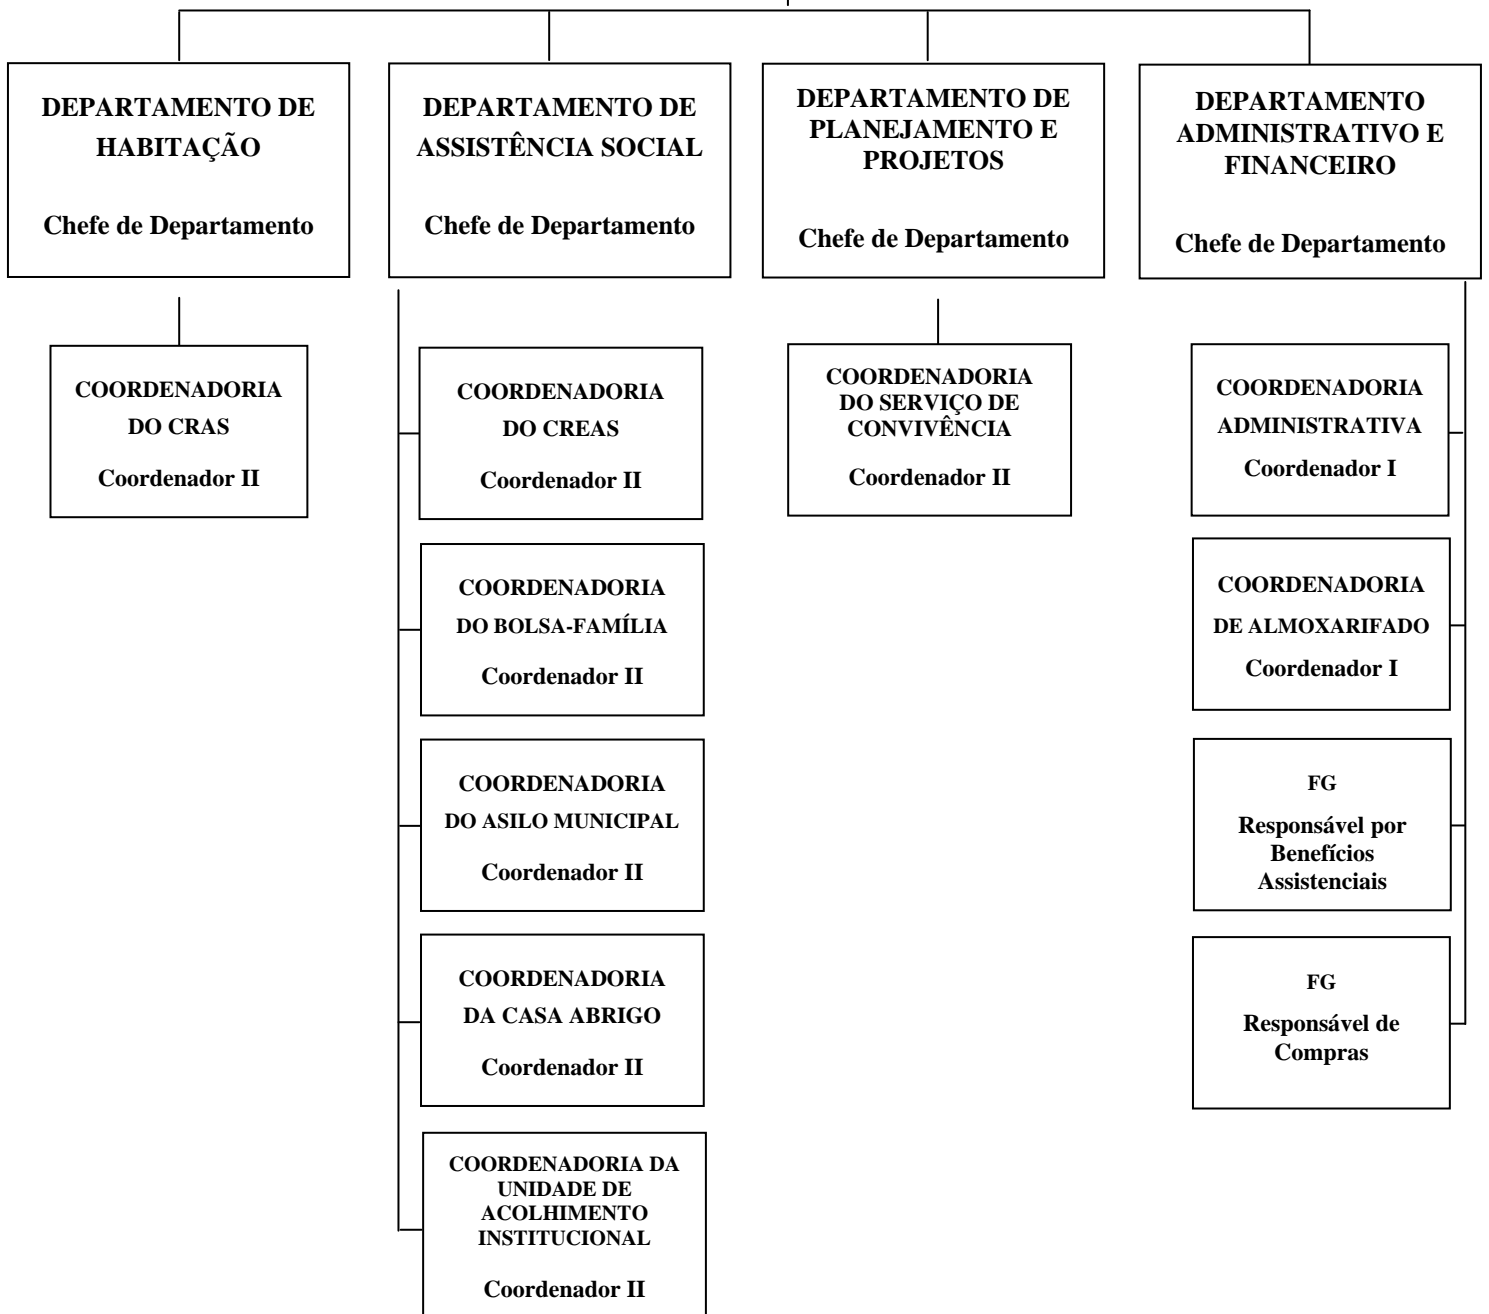 DEPARTAMENTO DE
HABITAÇÃO
Chefe de Departamento
DEPARTAMENTO DE
ASSISTÊNCIA SOCIAL
Chefe de Departamento
DEPARTAMENTO DE
PLANEJAMENTO E
PROJETOS
Chefe de Departamento
DEPARTAMENTO
ADMINISTRATIVO E
FINANCEIRO
Chefe de Departamento
COORDENADORIA
DO CRAS
Coordenador II
COORDENADORIA
DO CREAS
Coordenador II
COORDENADORIA
DO BOLSA-FAMÍLIA
Coordenador II
COORDENADORIA
DO ASILO MUNICIPAL
Coordenador II
COORDENADORIA
DA CASA ABRIGO
Coordenador II
COORDENADORIA DA
UNIDADE DE
ACOLHIMENTO
INSTITUCIONAL
Coordenador II
COORDENADORIA
DO SERVIÇO DE
CONVIVÊNCIA
Coordenador II
COORDENADORIA
ADMINISTRATIVA
Coordenador I
COORDENADORIA
DE ALMOXARIFADO
Coordenador I
FG
Responsável por
Benefícios
Assistenciais
FG
Responsável de
Compras